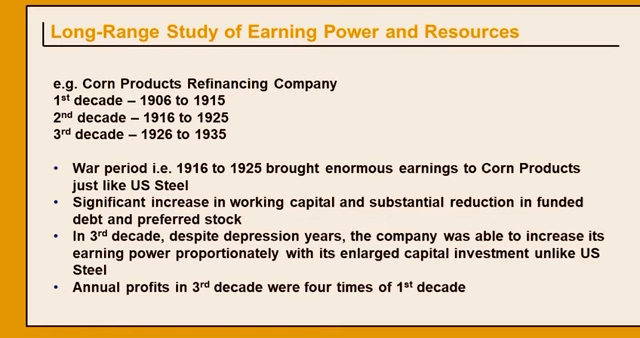 Long-Range Study of Earning Power and Resources
e.g. Corn Products Refinancing Company
1st decade – 1906 to 1915
2nd decade – 1916 to 1925
3rd decade – 1926 to 1935
• War period i.e. 1916 to 1925 brought enormous earnings to Corn Products
just like US Steel
• Significant increase in working capital and substantial reduction in funded
debt and preferred stock
• In 3rd decade, despite depression years, the company was able to increase its
earning power proportionately with its enlarged capital investment unlike US
Steel
• Annual profits in 3rd decade were four times of 1st decade